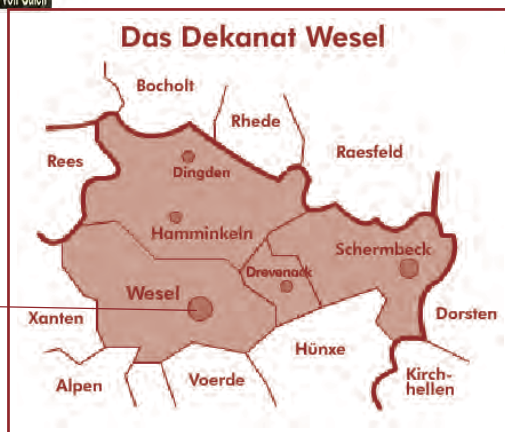 Das Dekanat Wesel
Bocholt
Rhede
Rees
Raesfeld
Dingden
Hamminkeln
Schermbeck
Drevenack
Wesel
Xanten
Dorsten
Hünxe
Alpen
Voerde
Kirch-
hellen